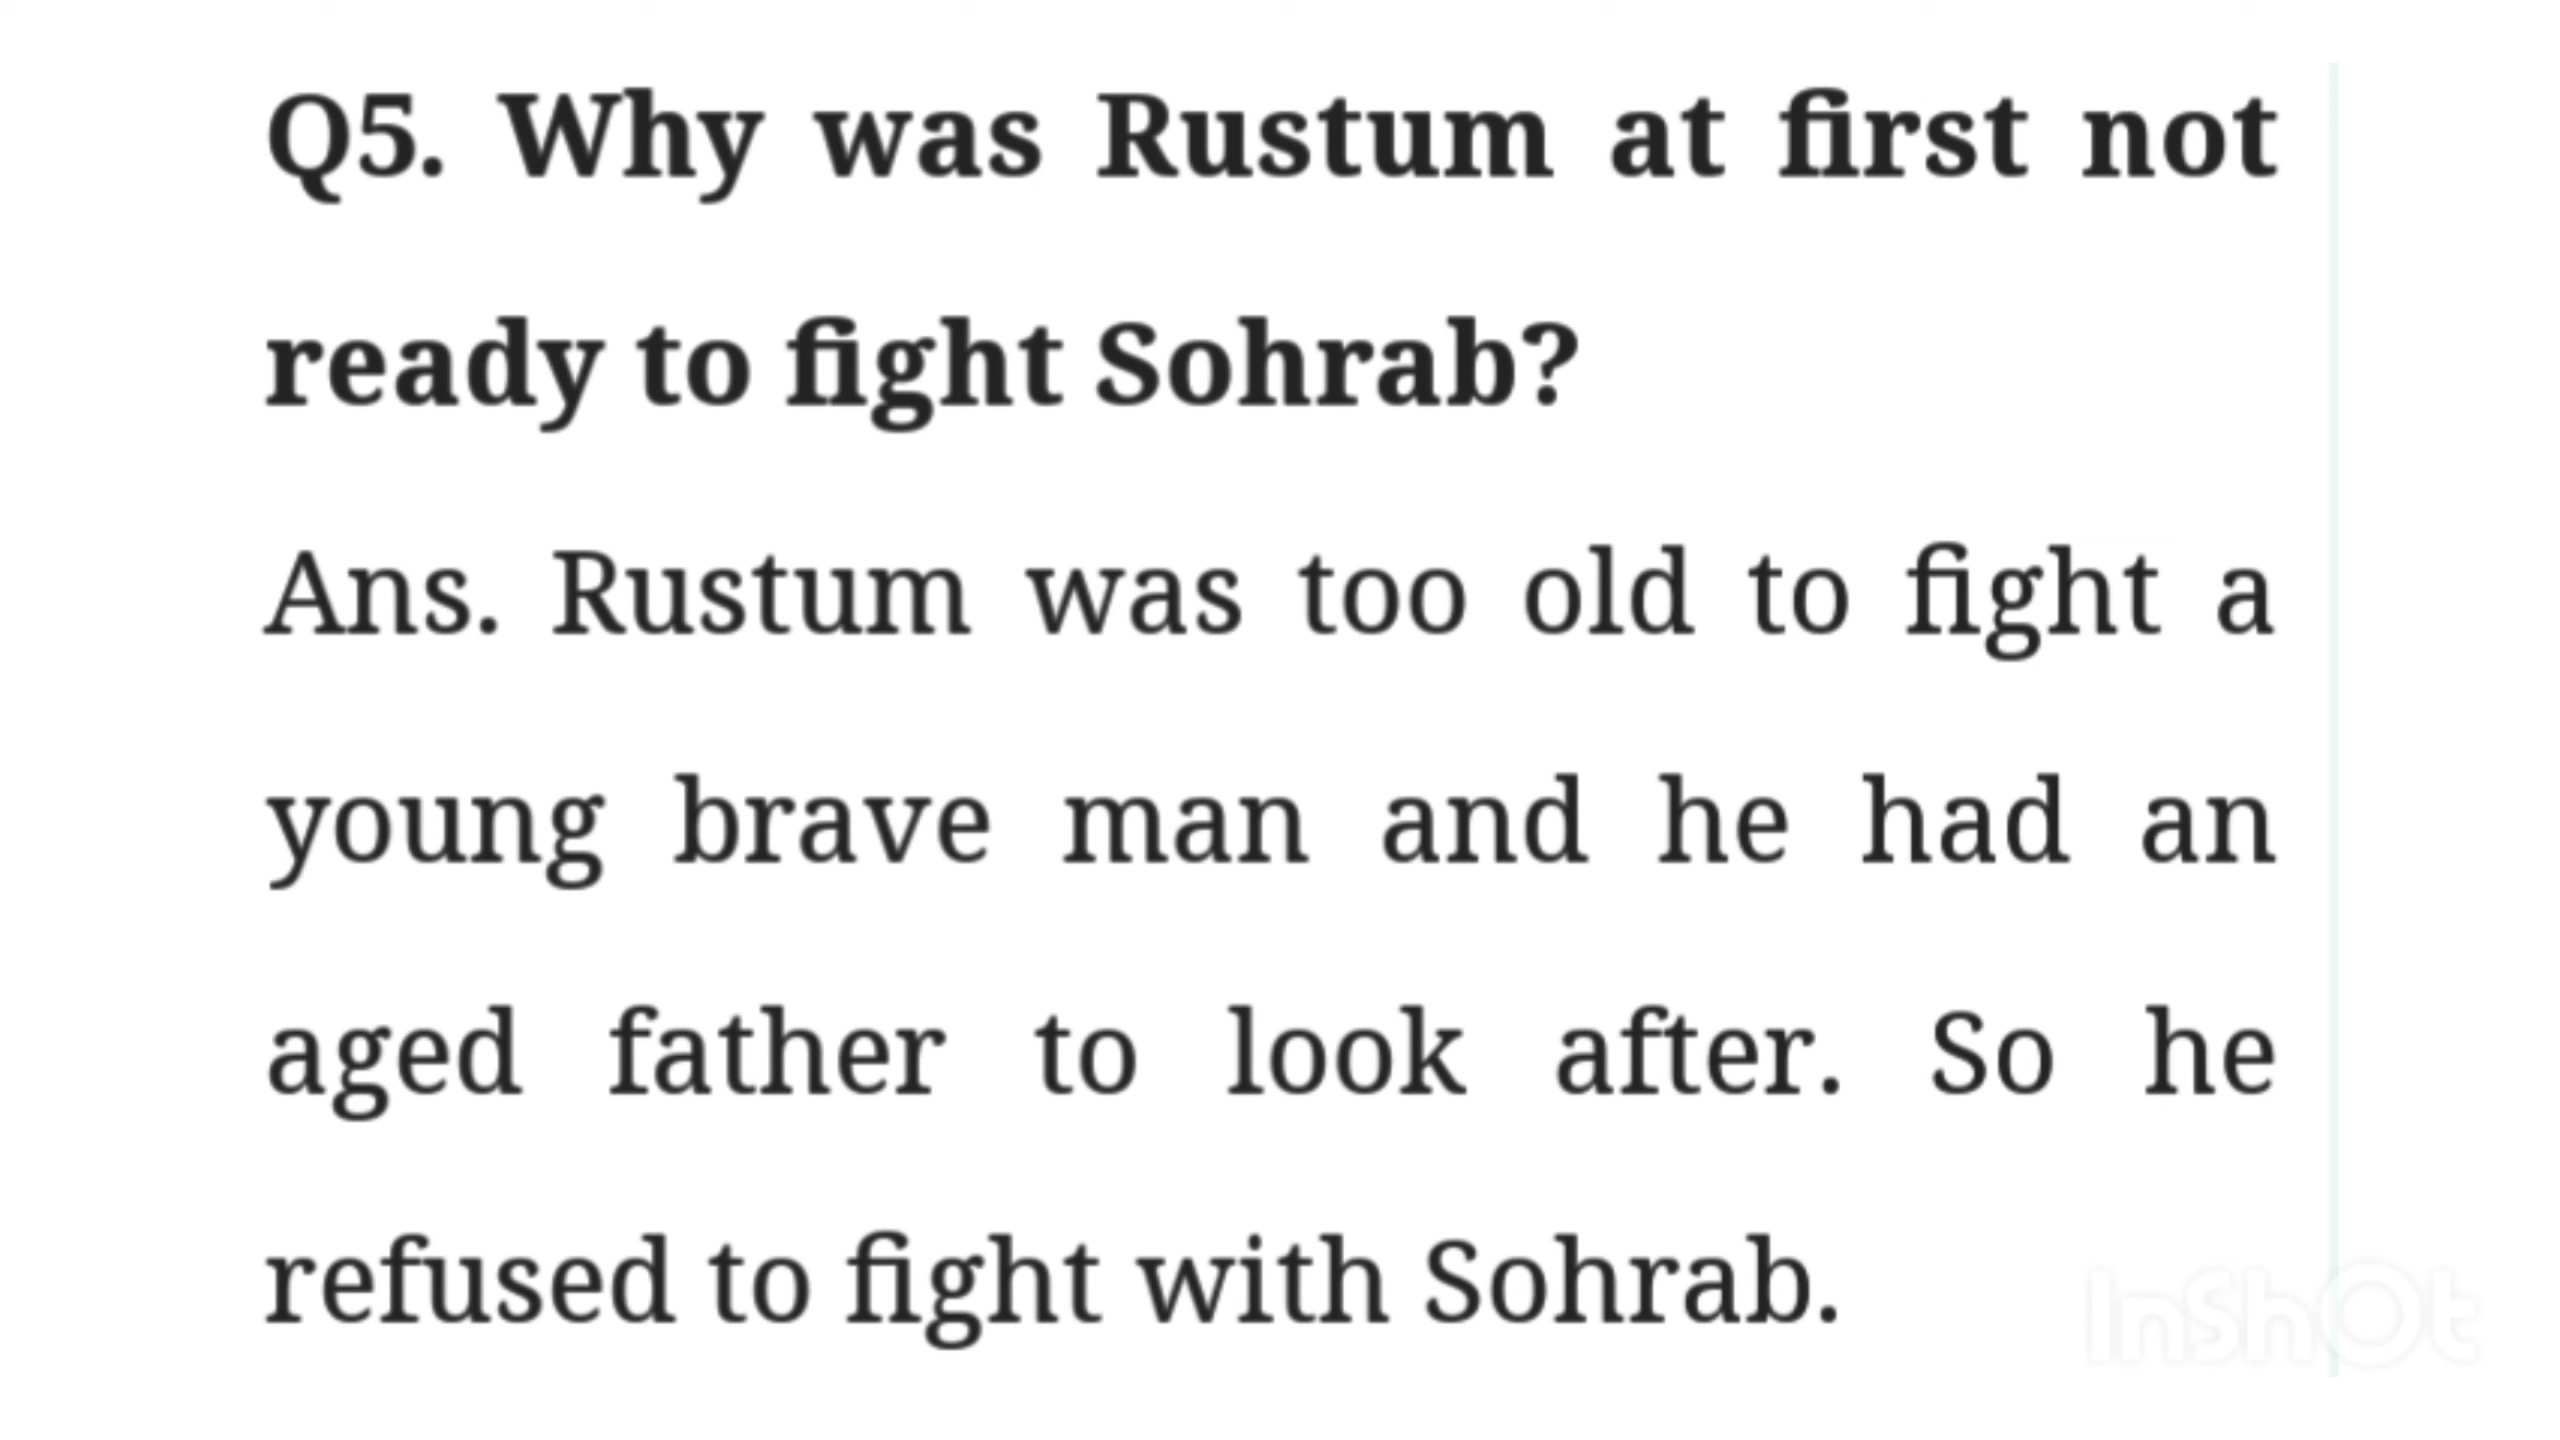 Q5. Why was Rustum at first not
ready to fight Sohrab?
Ans. Rustum was too old to fight a
young brave man and he had an
aged father to look after. So he
refused to fight with Sohrab.
InShOt